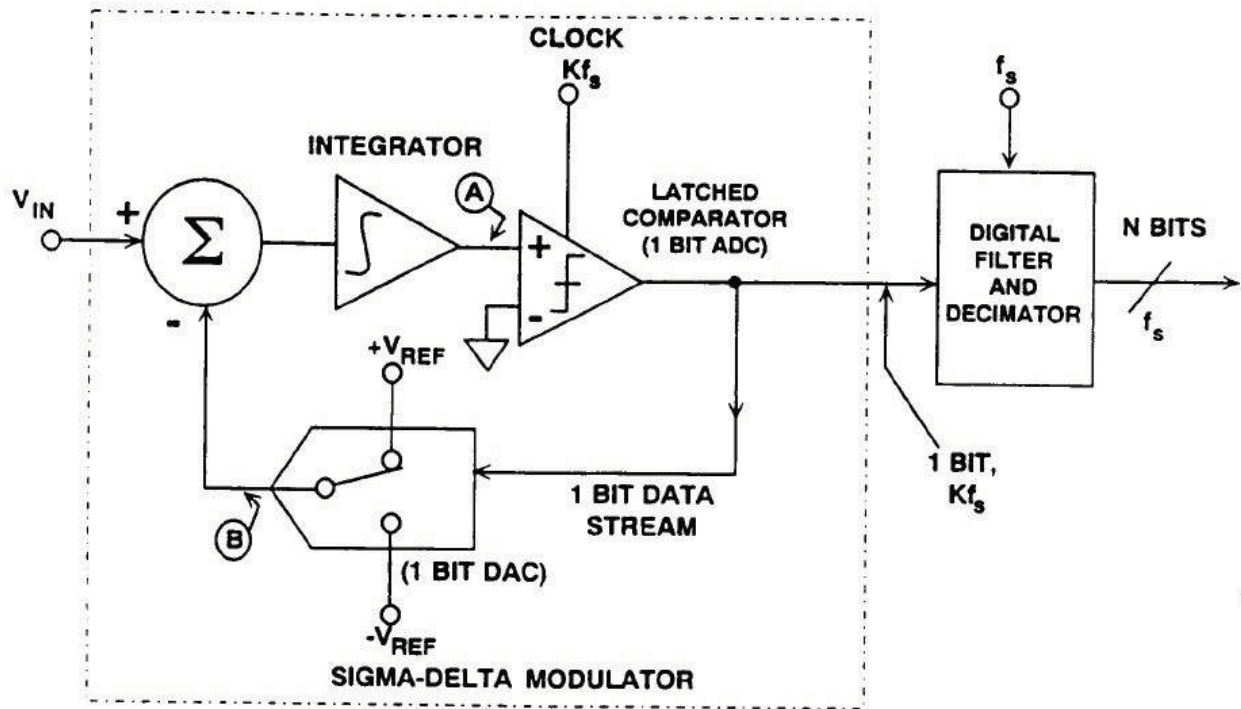 CLOCK
Kf_s
f_s
INTEGRATOR
A
V_IN
+
Σ
-
∫
+
-
LATCHED
COMPARATOR
(1 BIT ADC)
DIGITAL
FILTER
AND
DECIMATOR
N BITS
f_s
+V_REF
1 BIT DATA
STREAM
B
(1 BIT DAC)
-V_REF
1 BIT,
Kf_s
SIGMA-DELTA MODULATOR